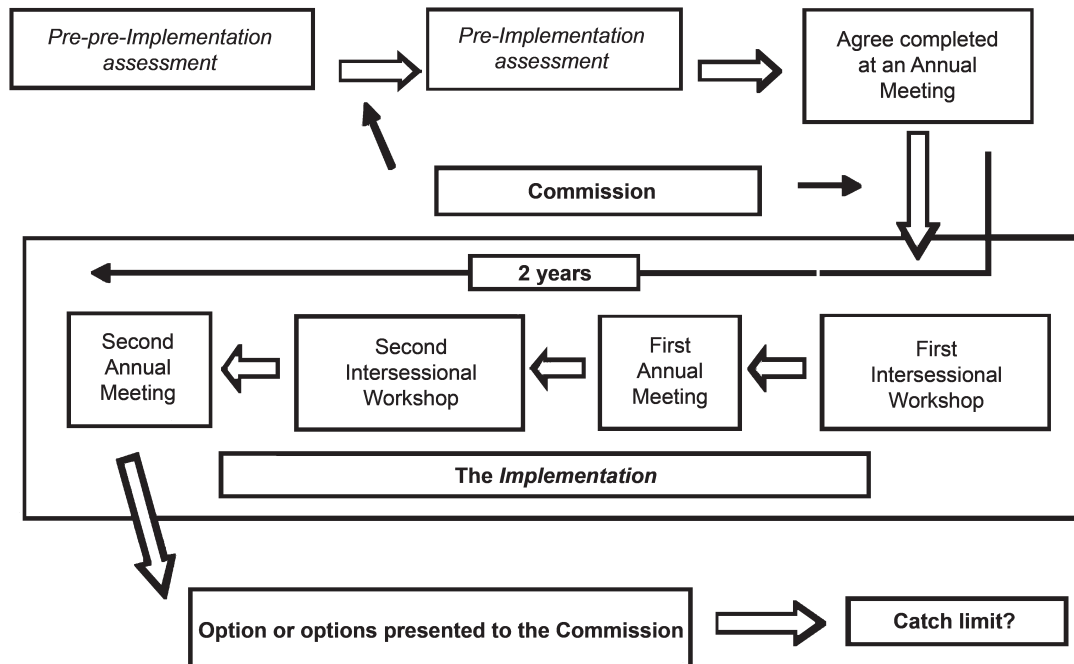 Pre-pre-Implementation
assessment
Pre-Implementation
assessment
Agree completed
at an Annual
Meeting
Commission
2 years
Second
Annual
Meeting
Second
Intersessional
Workshop
First
Annual
Meeting
First
Intersessional
Workshop
The Implementation
Option or options presented to the Commission
Catch limit?